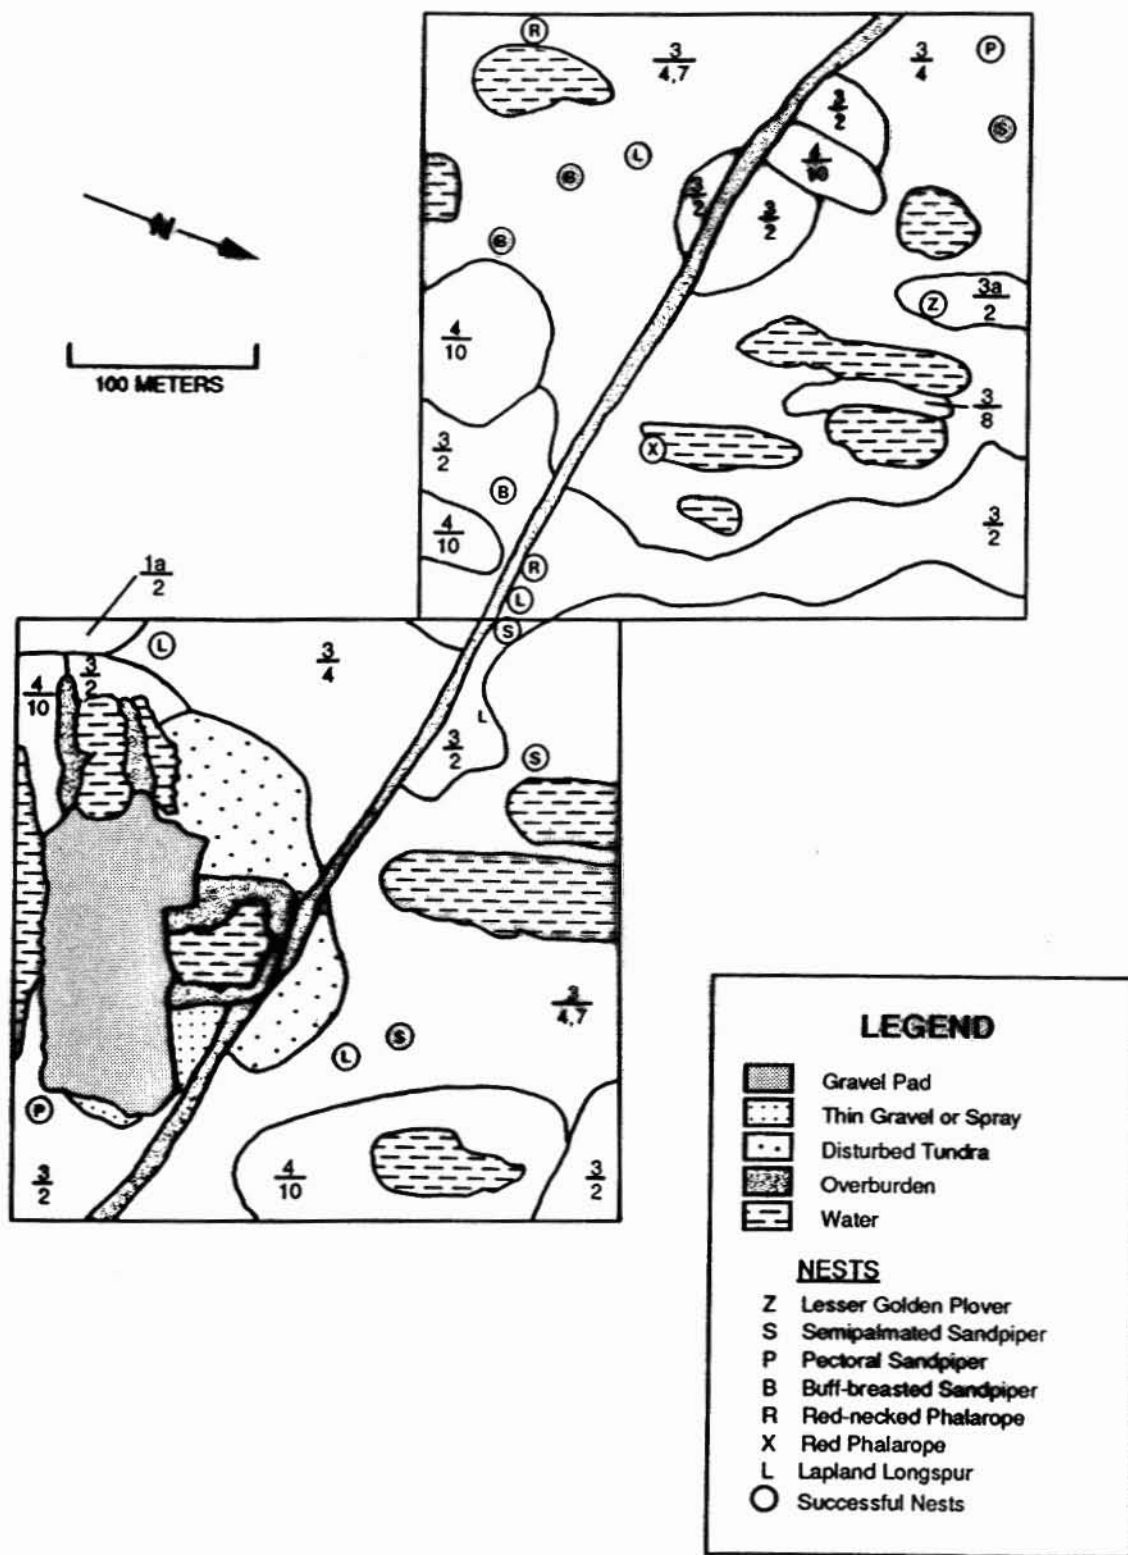 R
3
4,7
3
4
P
3
2
S
L
4
10
B
3
2
3
2
B
3a
2
Z
4
10
3
8
3
2
X
B
4
10
3
2
R
L
S
N
100 METERS
1a
2
L
3
4
3
2
4
10
L
3
2
S
3
4,7
S
L
P
4
10
3
2
3
2
LEGEND
Gravel Pad
Thin Gravel or Spray
Disturbed Tundra
Overburden
Water
NESTS
Z Lesser Golden Plover
S Semipalmated Sandpiper
P Pectoral Sandpiper
B Buff-breasted Sandpiper
R Red-necked Phalarope
X Red Phalarope
L Lapland Longspur
Successful Nests